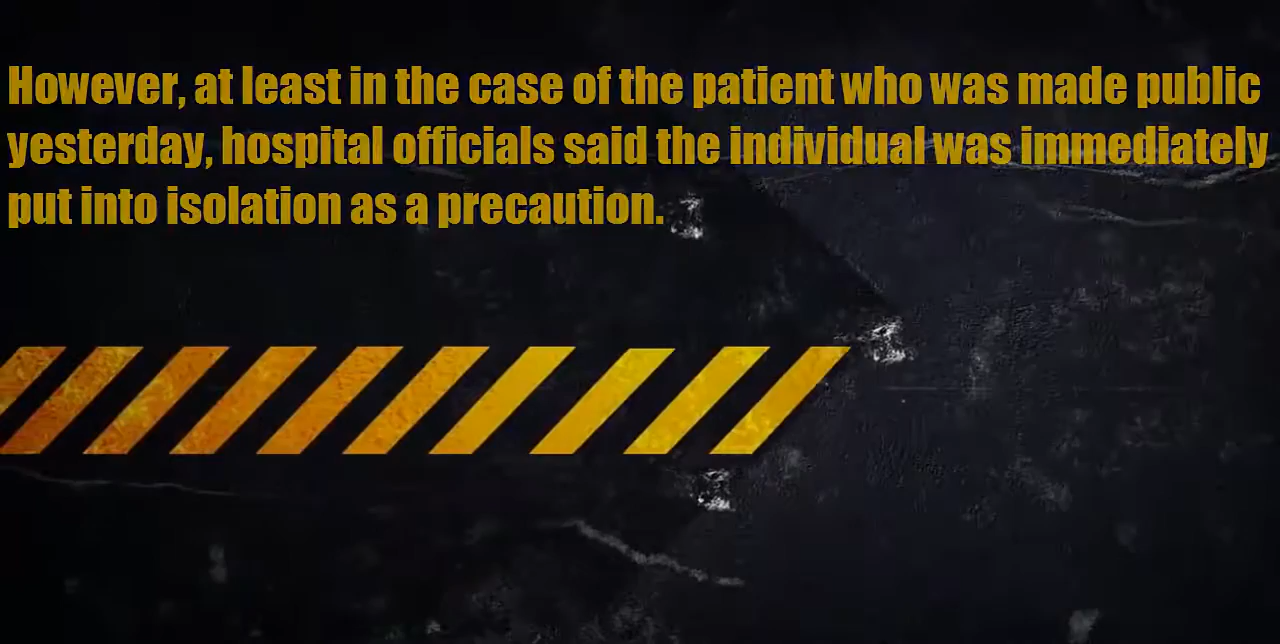 However, at least in the case of the patient who was made public
yesterday, hospital officials said the individual was immediately
put into isolation as a precaution.